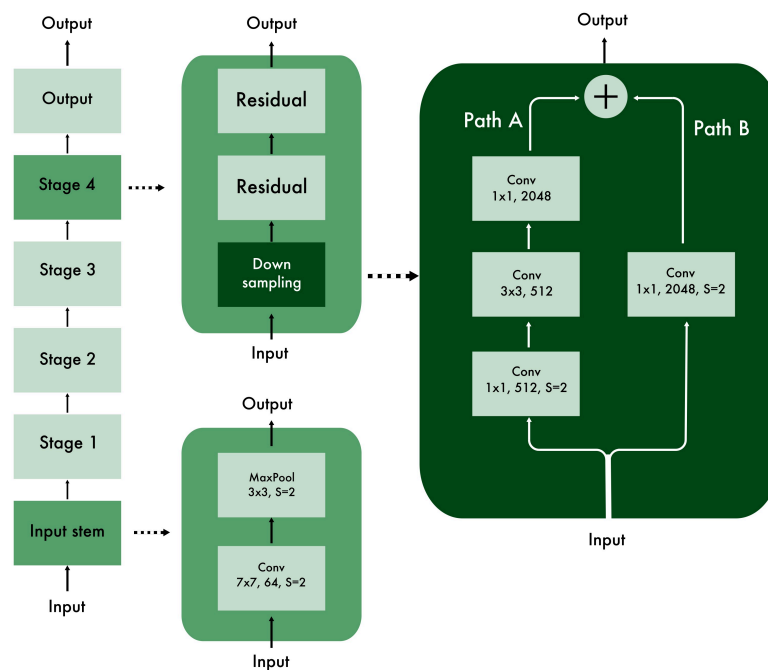 Output
Output
Stage 4
Stage 3
Stage 2
Stage 1
Input stem
Input
Output
Residual
Residual
Down
sampling
Input
Output
MaxPool
3x3, S=2
Conv
7x7, 64, S=2
Input
Output
Path A
Path B
Conv
1x1, 2048
Conv
3x3, 512
Conv
1x1, 512, S=2
Conv
1x1, 2048, S=2
Input